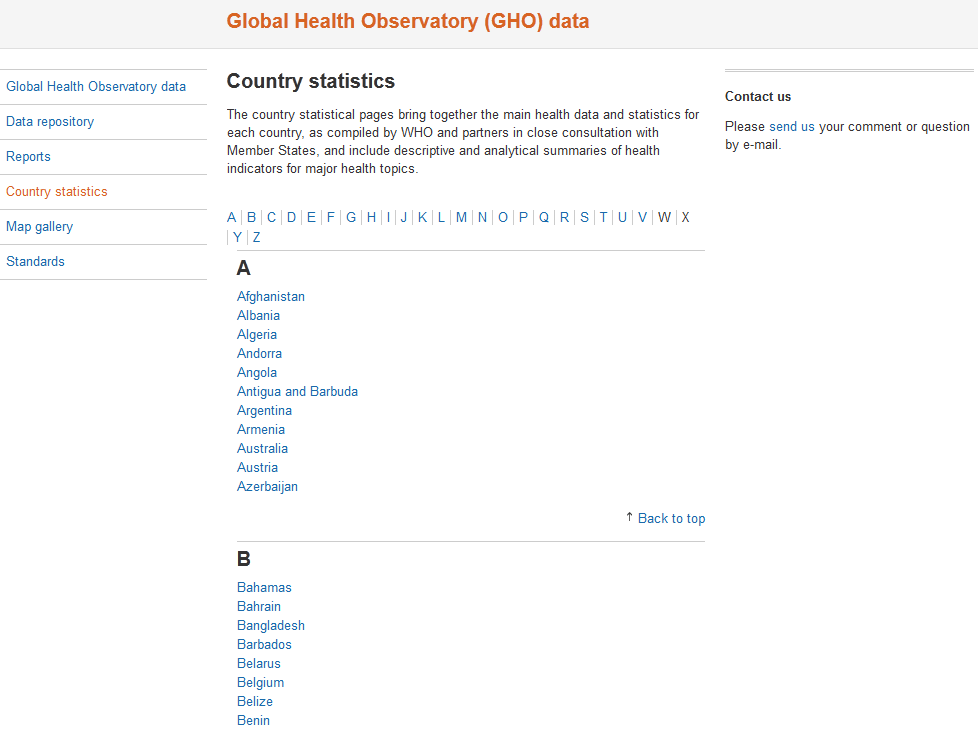 Global Health Observatory (GHO) data
Global Health Observatory data
Data repository
Reports
Country statistics
Map gallery
Standards
Country statistics
The country statistical pages bring together the main health data and statistics for
each country, as compiled by WHO and partners in close consultation with
Member States, and include descriptive and analytical summaries of health
indicators for major health topics.
A | B | C | D | E | F | G | H | I | J | K | L | M | N | O | P | Q | R | S | T | U | V | W | X
| Y | Z
A
Afghanistan
Albania
Algeria
Andorra
Angola
Antigua and Barbuda
Argentina
Armenia
Australia
Austria
Azerbaijan
↑ Back to top
B
Bahamas
Bahrain
Bangladesh
Barbados
Belarus
Belgium
Belize
Benin
Contact us
Please send us your comment or question
by e-mail.